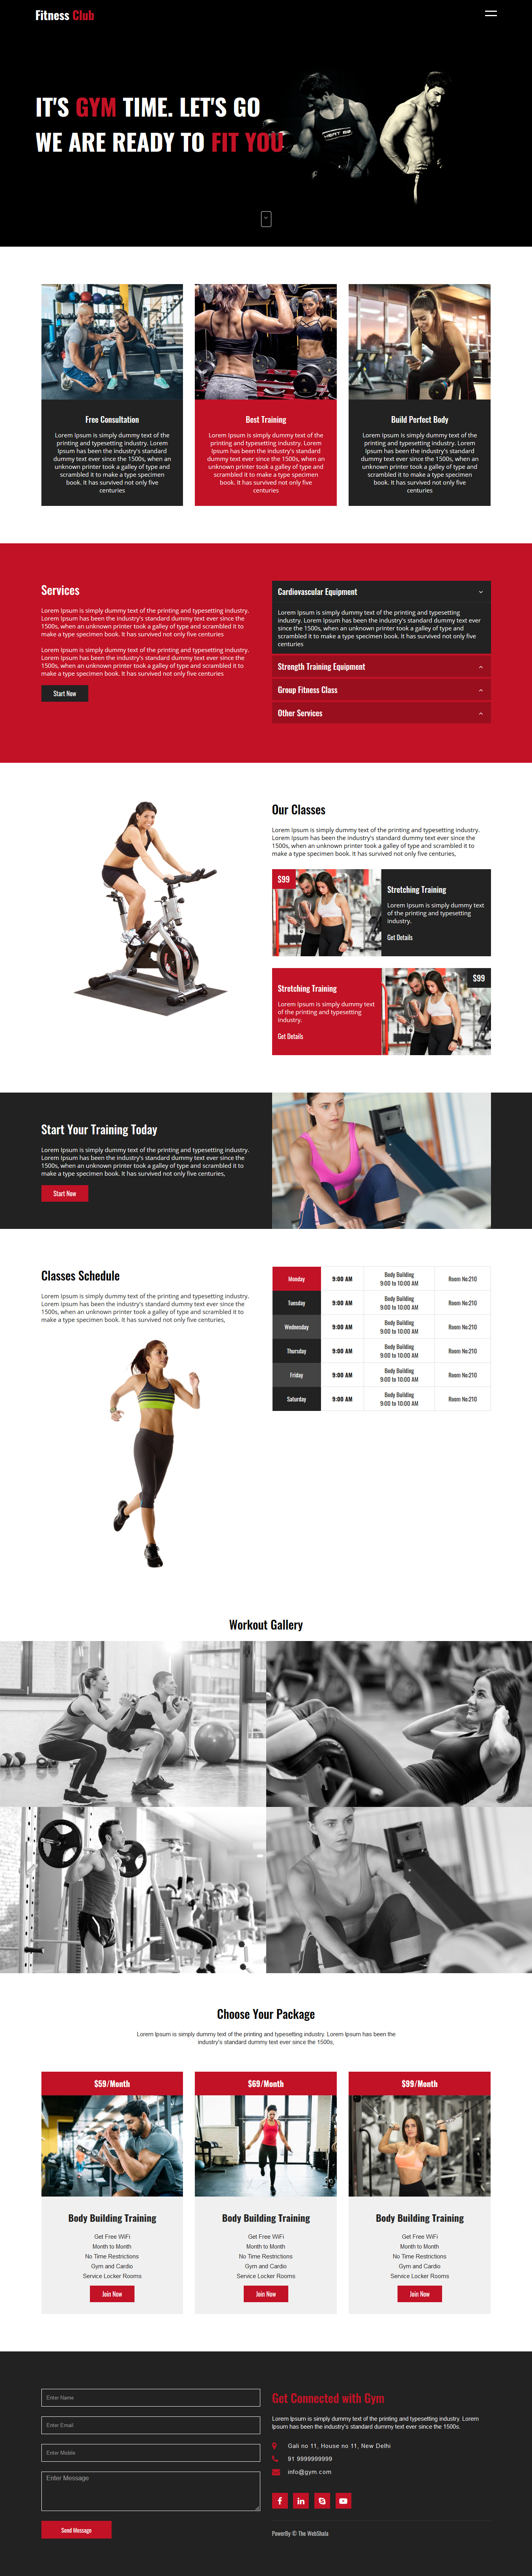 Fitness Club
IT'S GYM TIME. LET'S GO
WE ARE READY TO FIT YOU
Free Consultation
Lorem Ipsum is simply dummy text of the
printing and typesetting industry. Lorem
Ipsum has been the industry's standard
dummy text ever since the 1500s, when an
unknown printer took a galley of type and
scrambled it to make a type specimen
book. It has survived not only five
centuries
Best Training
Lorem Ipsum is simply dummy text of the
printing and typesetting industry. Lorem
Ipsum has been the industry's standard
dummy text ever since the 1500s, when an
unknown printer took a galley of type and
scrambled it to make a type specimen
book. It has survived not only five
centuries
Build Perfect Body
Lorem Ipsum is simply dummy text of the
printing and typesetting industry. Lorem
Ipsum has been the industry's standard
dummy text ever since the 1500s, when an
unknown printer took a galley of type and
scrambled it to make a type specimen
book. It has survived not only five
centuries
Services
Lorem Ipsum is simply dummy text of the printing and typesetting industry.
Lorem Ipsum has been the industry's standard dummy text ever since the
1500s, when an unknown printer took a galley of type and scrambled it to
make a type specimen book. It has survived not only five centuries
Lorem Ipsum is simply dummy text of the printing and typesetting industry.
Lorem Ipsum has been the industry's standard dummy text ever since the
1500s, when an unknown printer took a galley of type and scrambled it to
make a type specimen book. It has survived not only five centuries
Start Now
Cardiovascular Equipment
Lorem Ipsum is simply dummy text of the printing and typesetting
industry. Lorem Ipsum has been the industry's standard dummy text ever
since the 1500s, when an unknown printer took a galley of type and
scrambled it to make a type specimen book. It has survived not only five
centuries
Strength Training Equipment
Group Fitness Class
Other Services
Our Classes
Lorem Ipsum is simply dummy text of the printing and typesetting industry.
Lorem Ipsum has been the industry's standard dummy text ever since the
1500s, when an unknown printer took a galley of type and scrambled it to
make a type specimen book. It has survived not only five centuries,
$99
Stretching Training
Lorem Ipsum is simply dummy text
of the printing and typesetting
industry.
Get Details
Stretching Training
Lorem Ipsum is simply dummy text
of the printing and typesetting
industry.
Get Details
$99
Start Your Training Today
Lorem Ipsum is simply dummy text of the printing and typesetting industry.
Lorem Ipsum has been the industry's standard dummy text ever since the
1500s, when an unknown printer took a galley of type and scrambled it to
make a type specimen book. It has survived not only five centuries,
Start Now
Classes Schedule
Lorem Ipsum is simply dummy text of the printing and typesetting industry.
Lorem Ipsum has been the industry's standard dummy text ever since the
1500s, when an unknown printer took a galley of type and scrambled it to
make a type specimen book. It has survived not only five centuries,
Monday 9:00 AM Body Building 9:00 to 10:00 AM Room No:210
Tuesday 9:00 AM Body Building 9:00 to 10:00 AM Room No:210
Wednesday 9:00 AM Body Building 9:00 to 10:00 AM Room No:210
Thursday 9:00 AM Body Building 9:00 to 10:00 AM Room No:210
Friday 9:00 AM Body Building 9:00 to 10:00 AM Room No:210
Saturday 9:00 AM Body Building 9:00 to 10:00 AM Room No:210
Workout Gallery
Choose Your Package
Lorem Ipsum is simply dummy text of the printing and typesetting industry. Lorem Ipsum has been the
industry's standard dummy text ever since the 1500s,
$59/Month
Body Building Training
Get Free WiFi
Month to Month
No Time Restrictions
Gym and Cardio
Service Locker Rooms
Join Now
$69/Month
Body Building Training
Get Free WiFi
Month to Month
No Time Restrictions
Gym and Cardio
Service Locker Rooms
Join Now
$99/Month
Body Building Training
Get Free WiFi
Month to Month
No Time Restrictions
Gym and Cardio
Service Locker Rooms
Join Now
Enter Name
Enter Email
Enter Mobile
Enter Message
Send Message
Get Connected with Gym
Lorem Ipsum is simply dummy text of the printing and typesetting industry. Lorem
Ipsum has been the industry's standard dummy text ever since the 1500s.
Gali no 11, House no 11, New Delhi
91 9999999999
info@gym.com
PowerBy © The WebShala